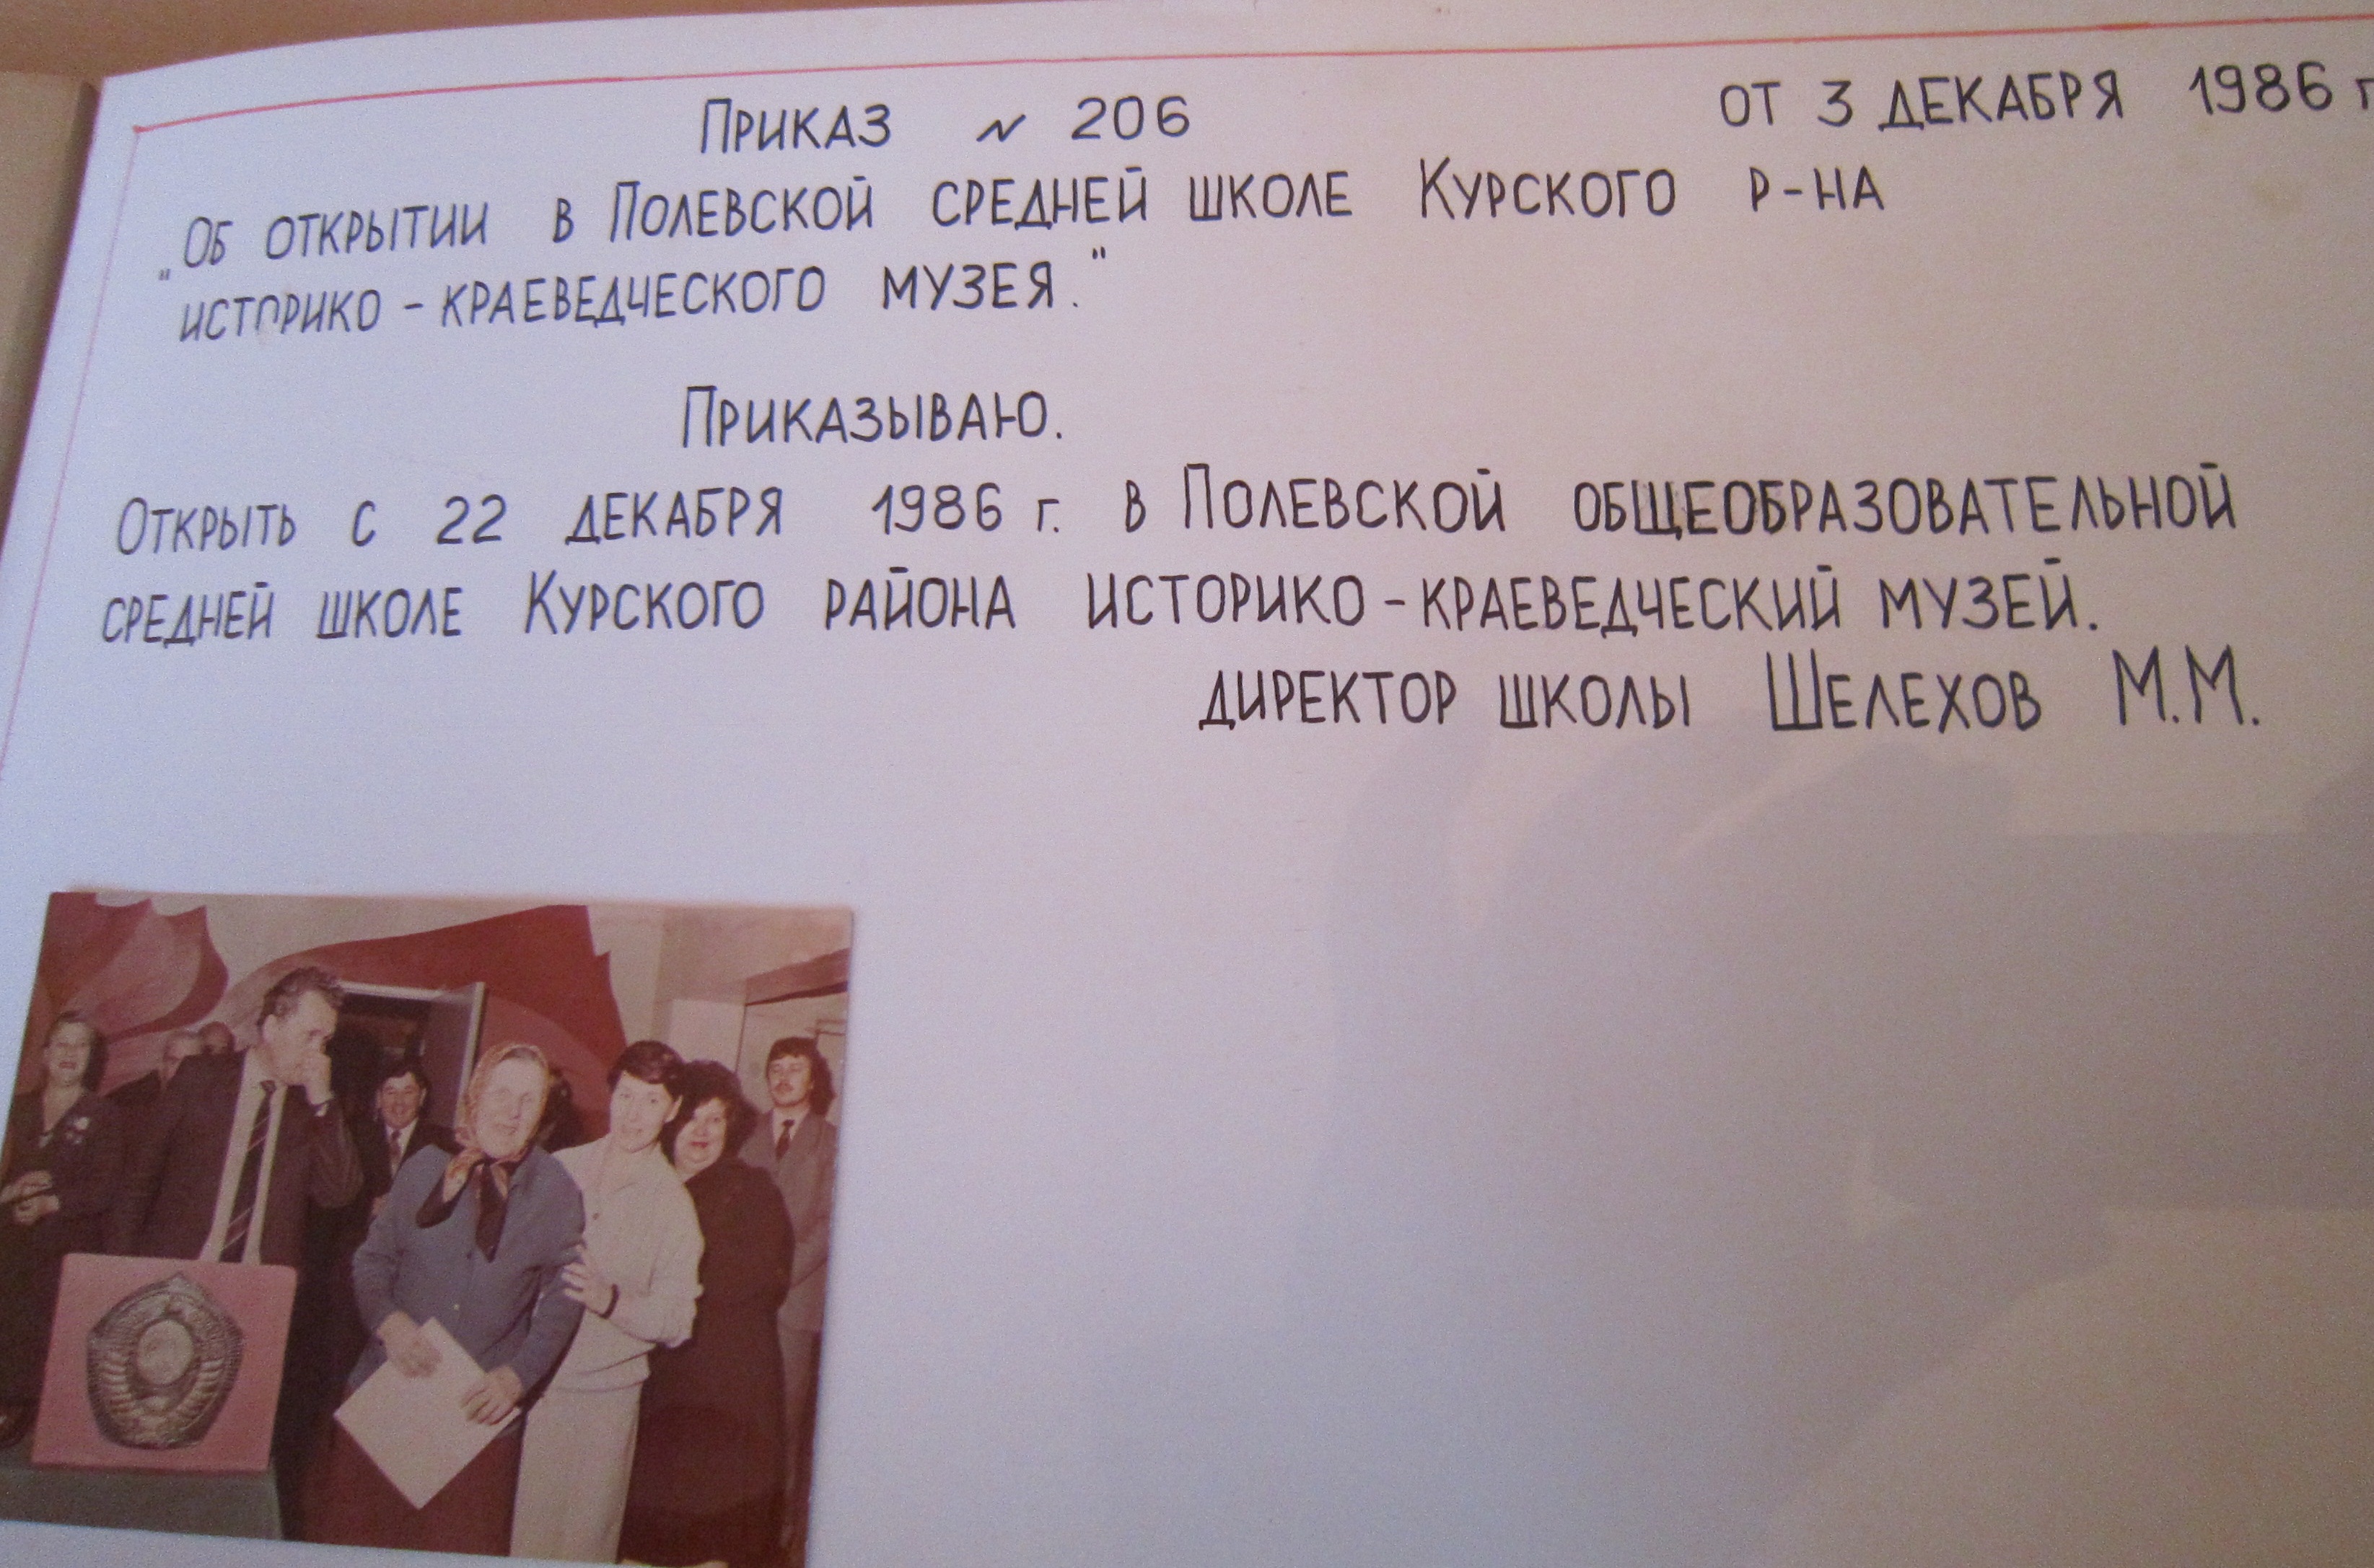 Приказ N 206 от 3 декабря 1986 г
"Об открытии в Полевской средней школе Курского р-на
историко-краеведческого музея."
Приказываю.
Открыть с 22 декабря 1986 г. в Полевской общеобразовательной
средней школе Курского района историко-краеведческий музей.
директор школы Шелехов М.М.